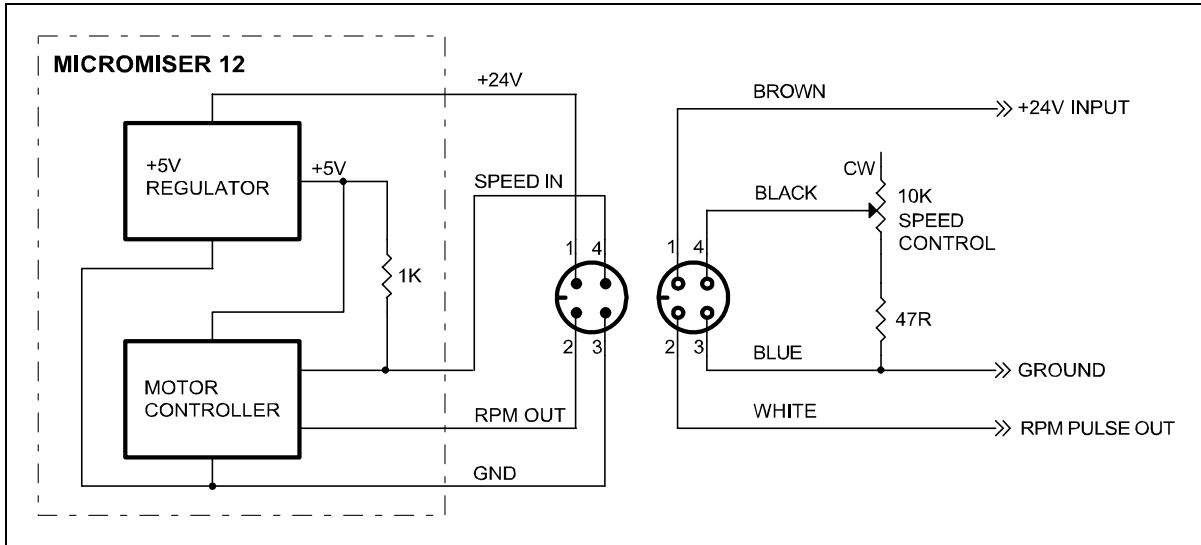 MICROMISER 12
+24V
+5V
REGULATOR
+5V
SPEED IN
1K
MOTOR
CONTROLLER
RPM OUT
GND
1 4
2 3
BROWN
+24V INPUT
CW
BLACK
10K
SPEED
CONTROL
1 4
2 3
47R
BLUE
GROUND
WHITE
RPM PULSE OUT